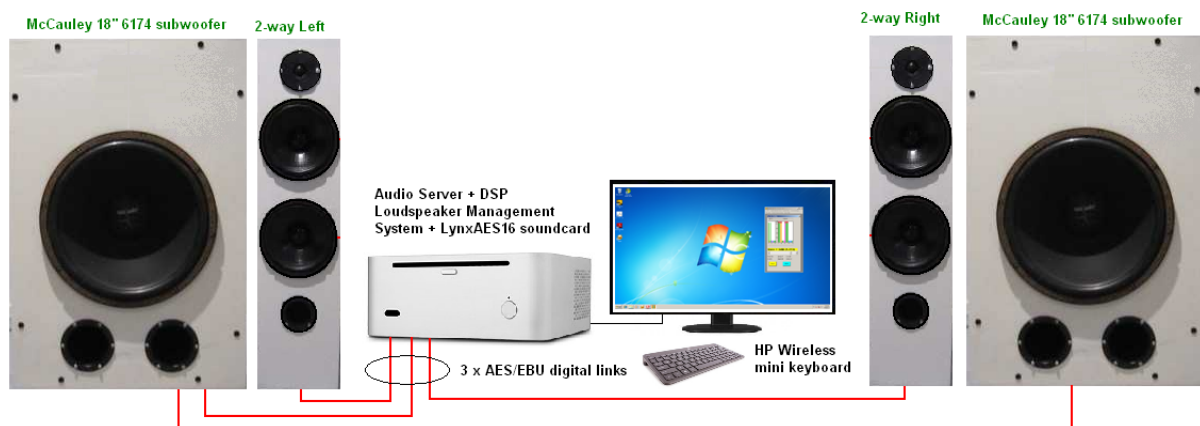 McCauley 18" 6174 subwoofer
2-way Left
2-way Right
McCauley 18" 6174 subwoofer
Audio Server + DSP
Loudspeaker Management
System + LynxAES16 soundcard
3 x AES/EBU digital links
HP Wireless
mini keyboard